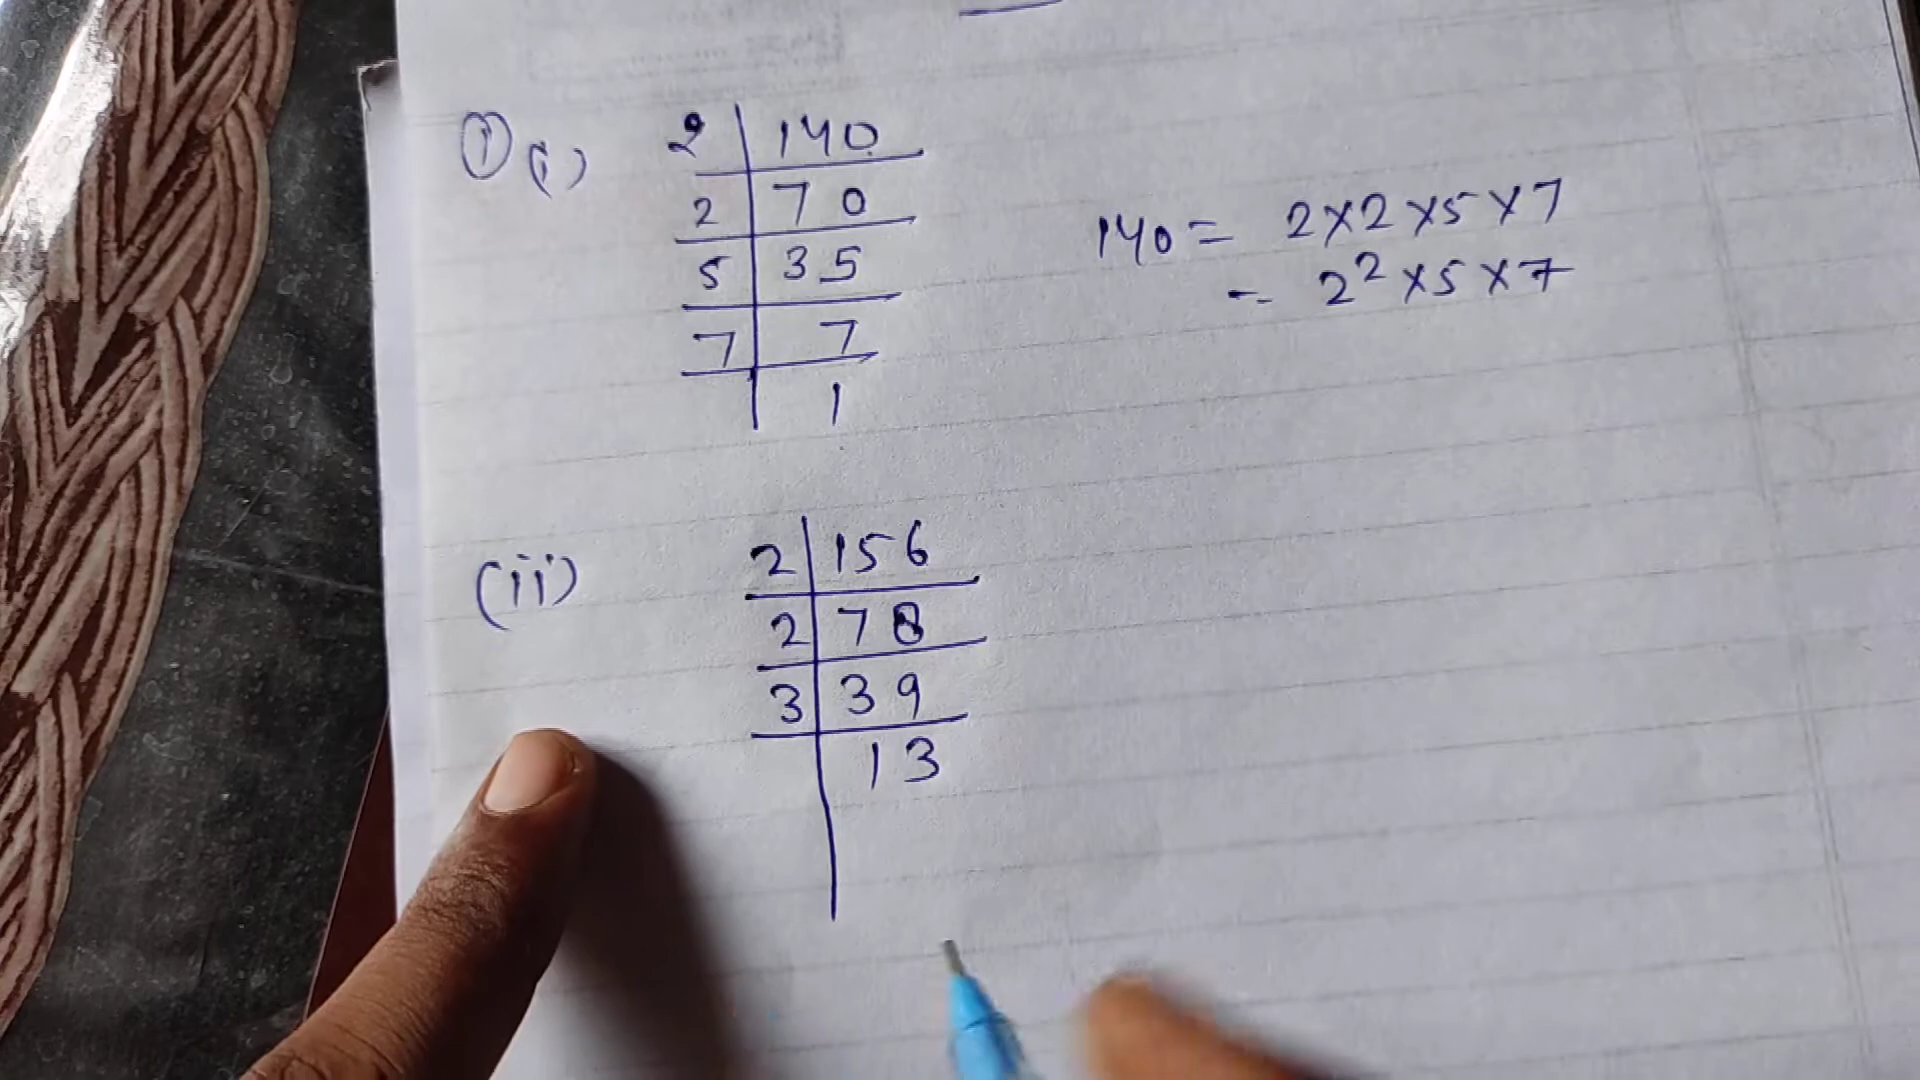 ① (i) 2 | 140
2 | 70
5 | 35
7 | 7
1
140 = 2×2×5×7
= 2² ×5×7
(ii) 2 | 156
2 | 78
3 | 39
13